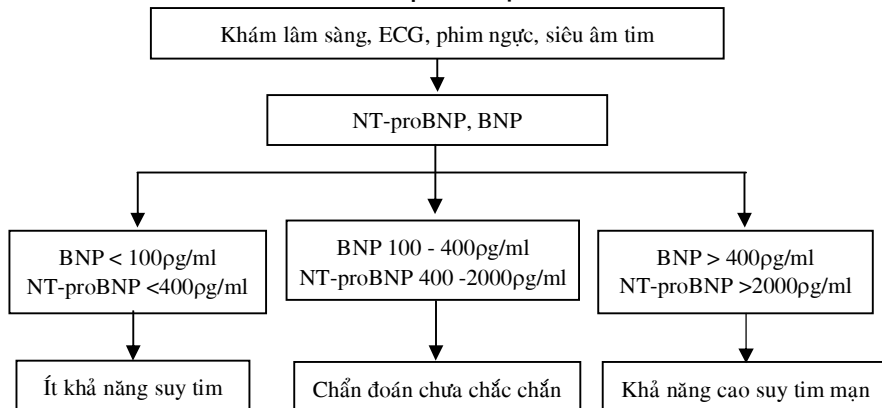 Khám lâm sàng, ECG, phim ngực, siêu âm tim
NT-proBNP, BNP
BNP < 100ρg/ml
NT-proBNP <400ρg/ml
BNP 100 - 400ρg/ml
NT-proBNP 400 -2000ρg/ml
BNP > 400ρg/ml
NT-proBNP >2000ρg/ml
Ít khả năng suy tim
Chẩn đoán chưa chắc chắn
Khả năng cao suy tim mạn